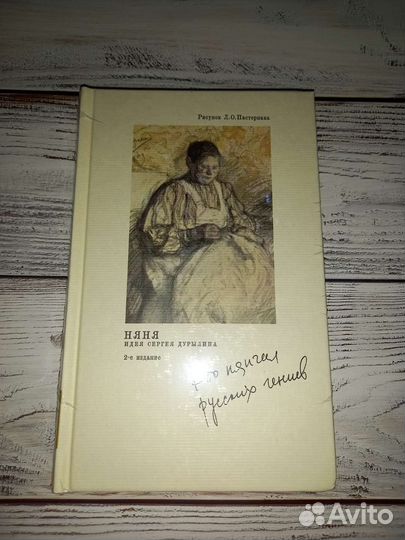 Рисунок Л.О.Пастернака
НЯНЯ
ИДЕЯ СЕРГЕЯ ДУРЫЛИНА
2-е издание
кто нянчил
русских гениев
Avito